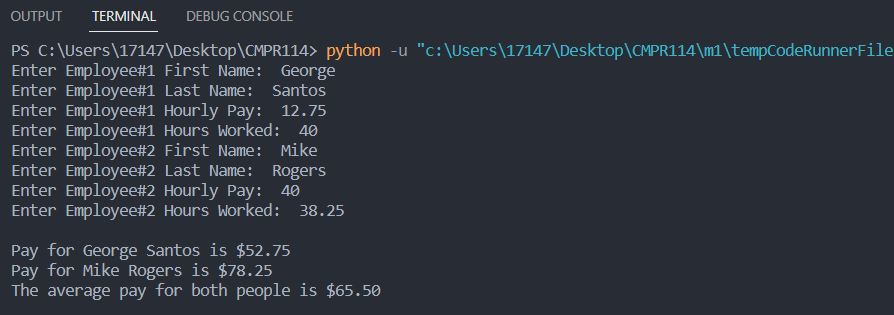 OUTPUT TERMINAL DEBUG CONSOLE
PS C:\Users\17147\Desktop\CMPR114> python -u "c:\Users\17147\Desktop\CMPR114\m1\tempCodeRunnerFile
Enter Employee#1 First Name:  George
Enter Employee#1 Last Name:  Santos
Enter Employee#1 Hourly Pay:  12.75
Enter Employee#1 Hours Worked:  40
Enter Employee#2 First Name:  Mike
Enter Employee#2 Last Name:  Rogers
Enter Employee#2 Hourly Pay:  40
Enter Employee#2 Hours Worked:  38.25
Pay for George Santos is $52.75
Pay for Mike Rogers is $78.25
The average pay for both people is $65.50